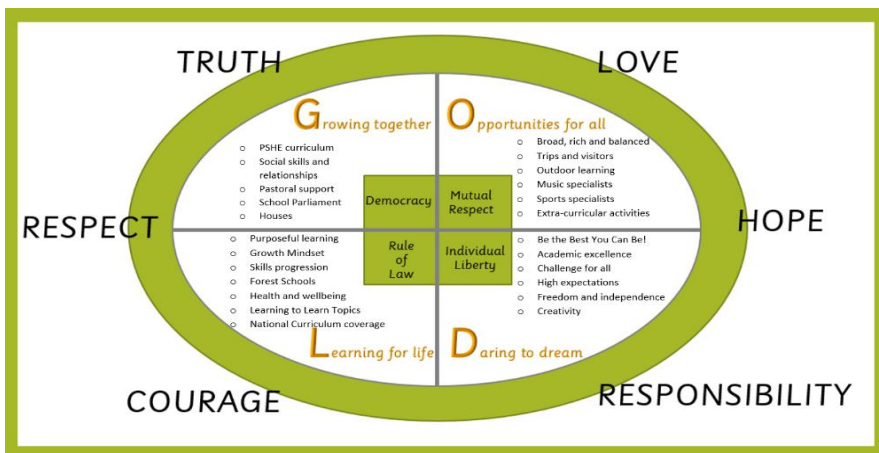 TRUTH
LOVE
Growing together
o PSHE curriculum
o Social skills and
relationships
o Pastoral support
o School Parliament
o Houses
Opportunities for all
o Broad, rich and balanced
o Trips and visitors
o Outdoor learning
o Music specialists
o Sports specialists
o Extra-curricular activities
Democracy
Mutual
Respect
RESPECT
HOPE
Rule
of
Law
Individual
Liberty
o Purposeful learning
o Growth Mindset
o Skills progression
o Forest Schools
o Health and wellbeing
o Learning to Learn Topics
o National Curriculum coverage
Learning for life
o Be the Best You Can Be!
o Academic excellence
o Challenge for all
o High expectations
o Freedom and independence
o Creativity
Daring to dream
COURAGE
RESPONSIBILITY